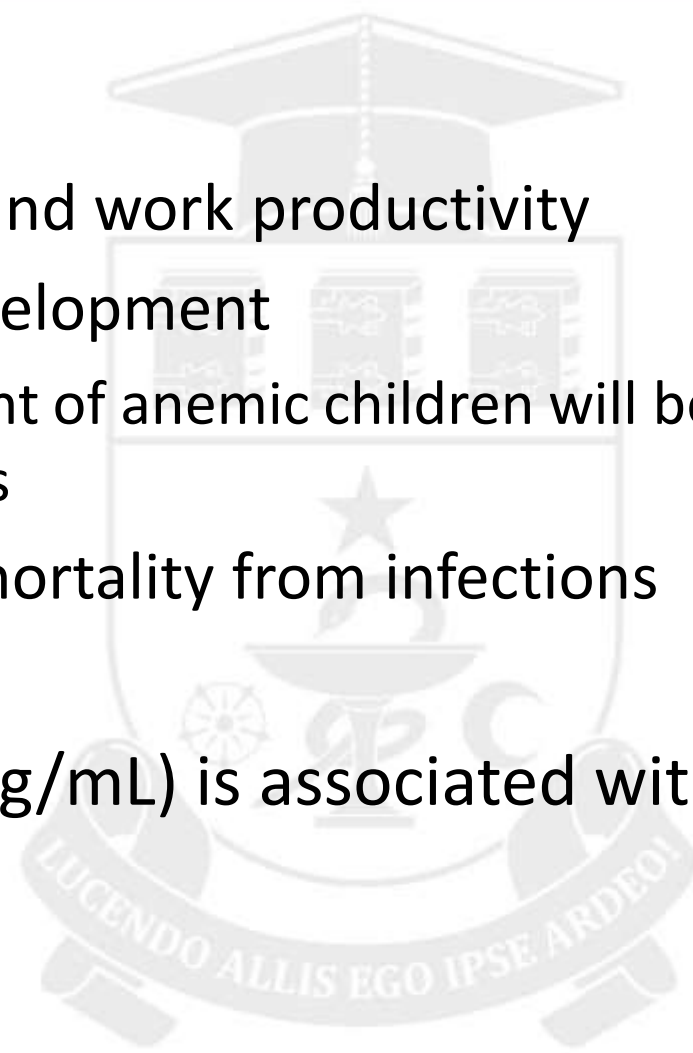 nd work productivity
elopment
nt of anemic children will be
s
ortality from infections
g/mL) is associated wit
LUCENDO ALLIS EGO IPSE ARDEO!